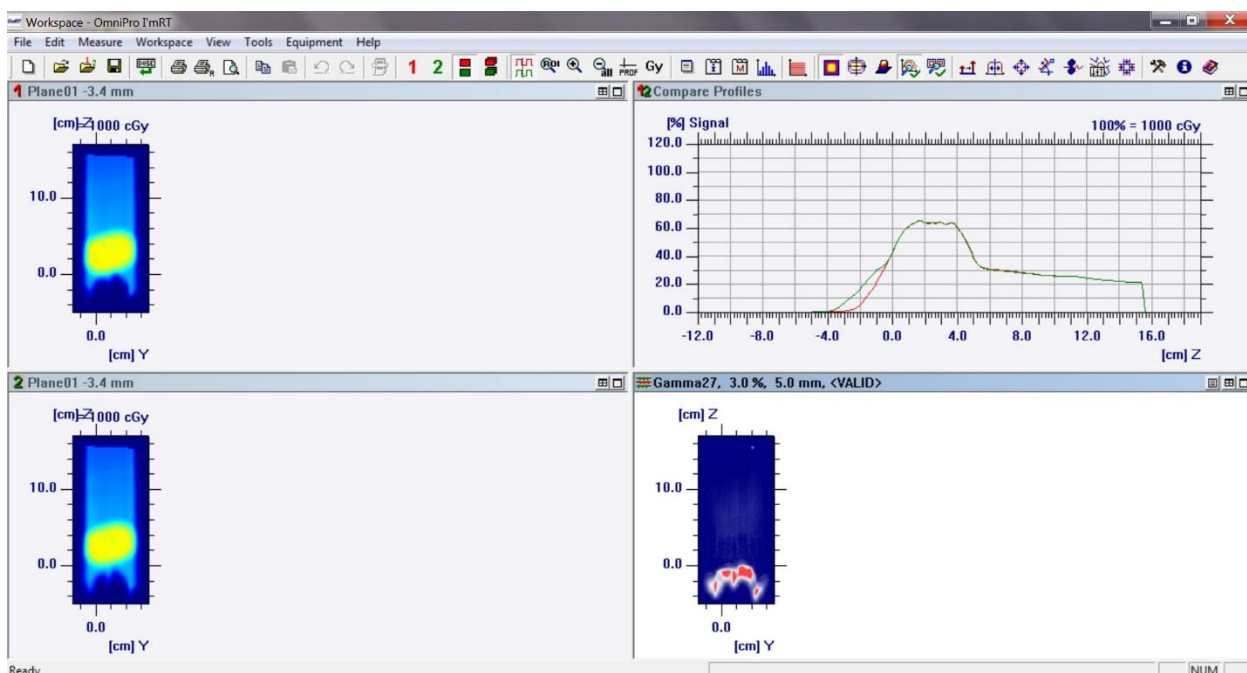 Workspace - OmniPro I'mRT
File Edit Measure Workspace View Tools Equipment Help
1 2 Gy
1 Plane01 -3.4 mm
[cm] Z 1000 cGy
10.0
0.0
0.0
[cm] Y
12 Compare Profiles
[%] Signal 100% = 1000 cGy
120.0
100.0
80.0
60.0
40.0
20.0
0.0
-12.0 -8.0 -4.0 0.0 4.0 8.0 12.0 16.0
[cm] Z
2 Plane01 -3.4 mm
[cm] Z 1000 cGy
10.0
0.0
0.0
[cm] Y
Gamma27, 3.0 %, 5.0 mm, <VALID>
[cm] Z
10.0
0.0
0.0
[cm] Y
Ready NUM